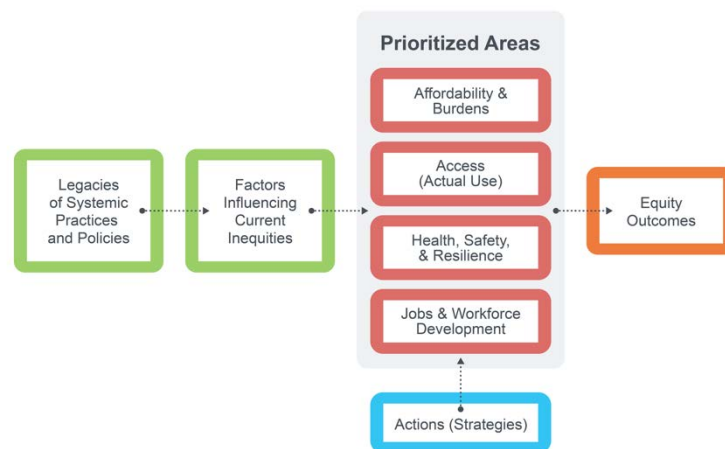 Prioritized Areas
Affordability &
Burdens
Access
(Actual Use)
Health, Safety,
& Resilience
Jobs & Workforce
Development
Legacies
of Systemic
Practices
and Policies
Factors
Influencing
Current
Inequities
Equity
Outcomes
Actions (Strategies)